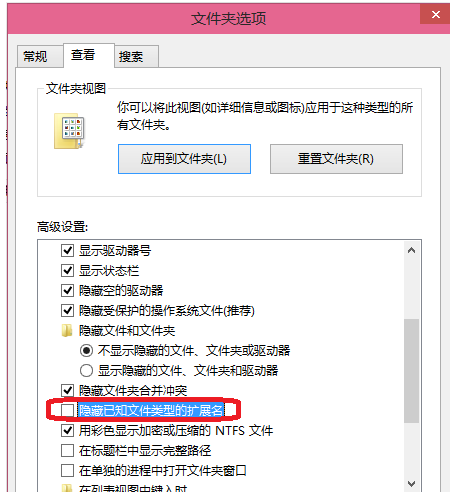 文件夹选项
常规 查看 搜索
文件夹视图
你可以将此视图(如详细信息或图标)应用于这种类型的所
有文件夹。
应用到文件夹(L) 重置文件夹(R)
高级设置:
显示驱动器号
显示状态栏
隐藏空的驱动器
隐藏受保护的操作系统文件(推荐)
隐藏文件和文件夹
不显示隐藏的文件、文件夹或驱动器
显示隐藏的文件、文件夹和驱动器
隐藏文件夹合并冲突
隐藏已知文件类型的扩展名
用彩色显示加密或压缩的 NTFS 文件
在标题栏中显示完整路径
在单独的进程中打开文件夹窗口
在列表视图中键入时